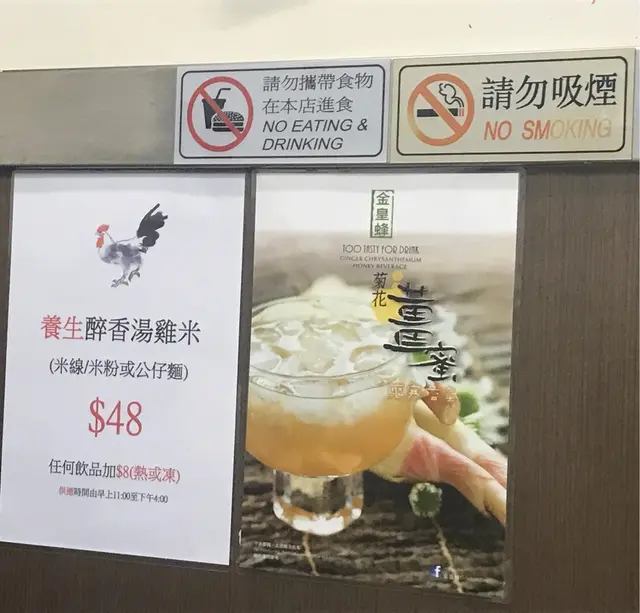 請勿攜帶食物
在本店進食
NO EATING &
DRINKING
請勿吸煙
NO SMOKING
養生醉香湯雞米
(米線/米粉或公仔麵)
$48
任何飲品加$8(熱或凍)
供應時間由早上11:00至下午4:00
金皇蜂
TOO TASTY FOR DRINK
GINGER CHRYSANTHEMUM
HONEY BEVERAGE
菊花
薑蜜
f